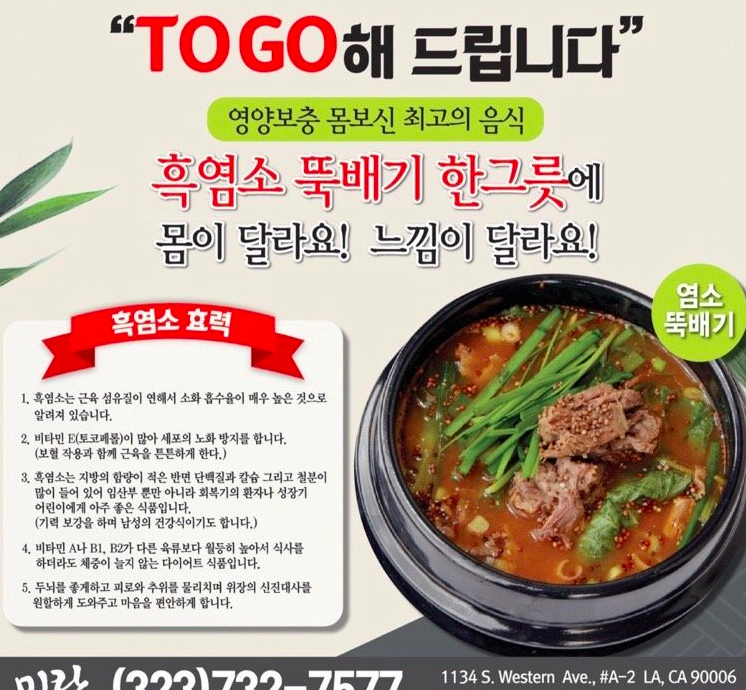 “TO GO해 드립니다”
영양보충 몸보신 최고의 음식
흑염소 뚝배기 한그릇에
몸이 달라요! 느낌이 달라요!
염소
뚝배기
흑염소 효력
1. 흑염소는 근육 섬유질이 연해서 소화 흡수율이 매우 높은 것으로
알려져 있습니다.
2. 비타민 E(토코페롤)이 많아 세포의 노화 방지를 합니다.
(보혈 작용과 함께 근육을 튼튼하게 한다.)
3. 흑염소는 지방의 함량이 적은 반면 단백질과 칼슘 그리고 철분이
많이 들어 있어 임산부 뿐만 아니라 회복기의 환자나 성장기
어린이에게 아주 좋은 식품입니다.
(기력 보강을 하며 남성의 건강식이기도 합니다.)
4. 비타민 A나 B1, B2가 다른 육류보다 월등히 높아서 식사를
하더라도 체중이 늘지 않는 다이어트 식품입니다.
5. 두뇌를 좋게하고 피로와 추위를 물리치며 위장의 신진대사를
원할하게 도와주고 마음을 편안하게 합니다.
(323)732-7577
1134 S. Western Ave., #A-2 LA, CA 90006